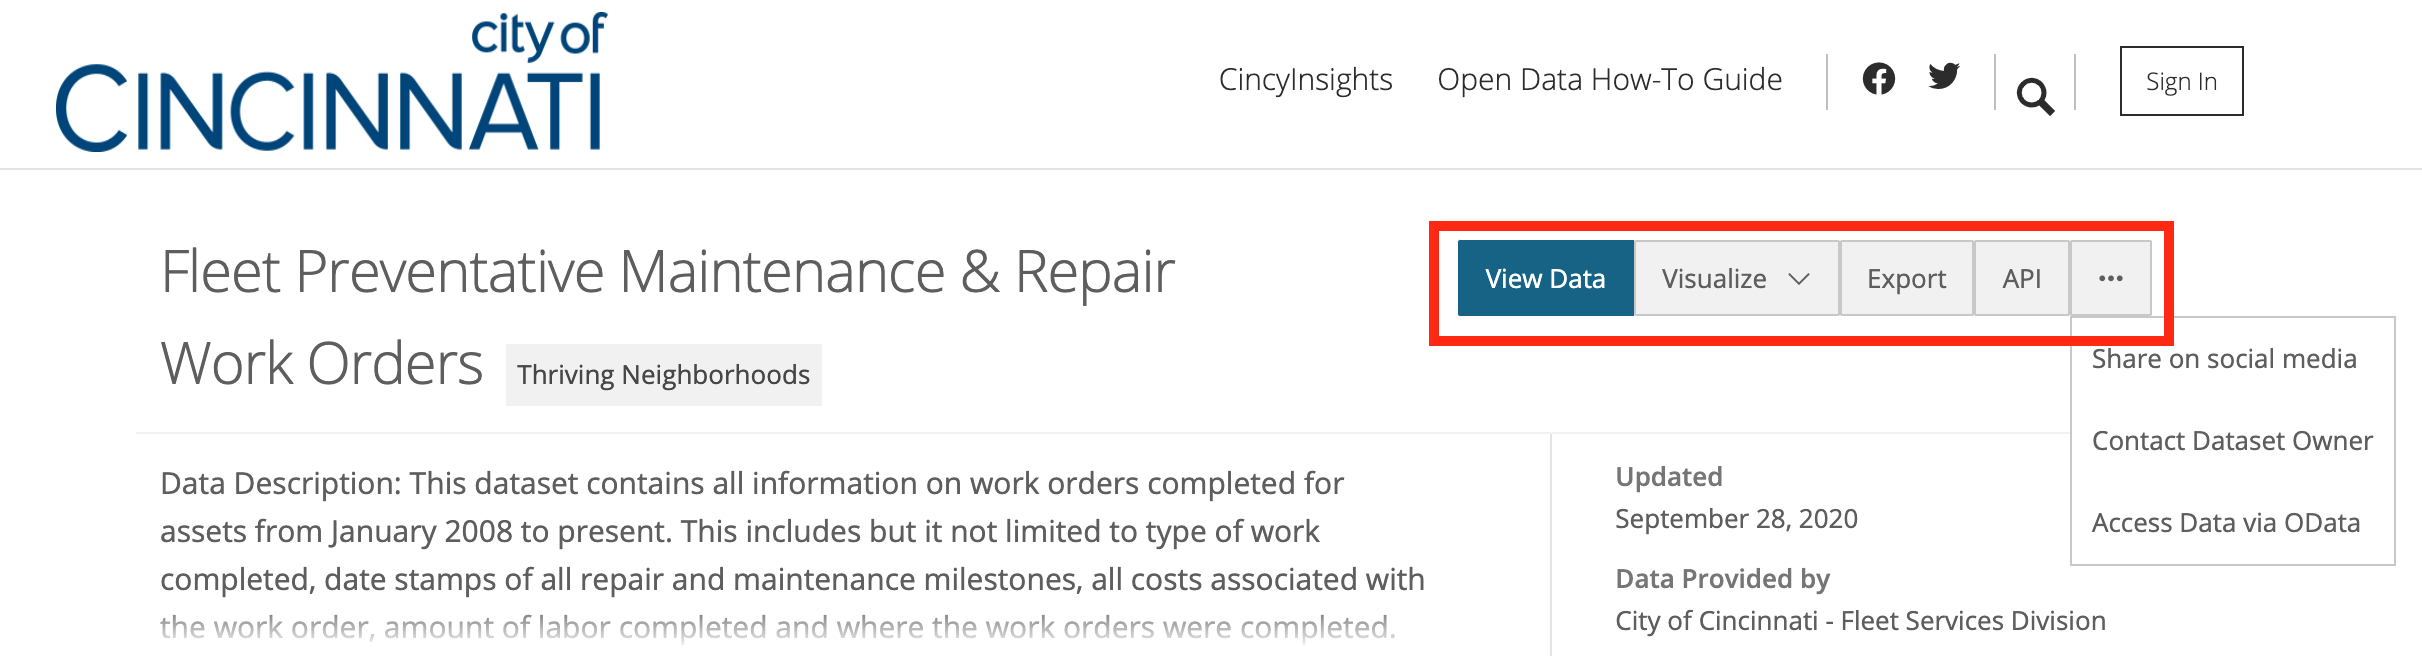 city of
CINCINNATI
CincyInsights
Open Data How-To Guide
Sign In
Fleet Preventative Maintenance & Repair
Work Orders
Thriving Neighborhoods
View Data
Visualize
Export
API
...
Share on social media
Contact Dataset Owner
Access Data via OData
Data Description: This dataset contains all information on work orders completed for
assets from January 2008 to present. This includes but it not limited to type of work
completed, date stamps of all repair and maintenance milestones, all costs associated with
the work order, amount of labor completed and where the work orders were completed.
Updated
September 28, 2020
Data Provided by
City of Cincinnati - Fleet Services Division